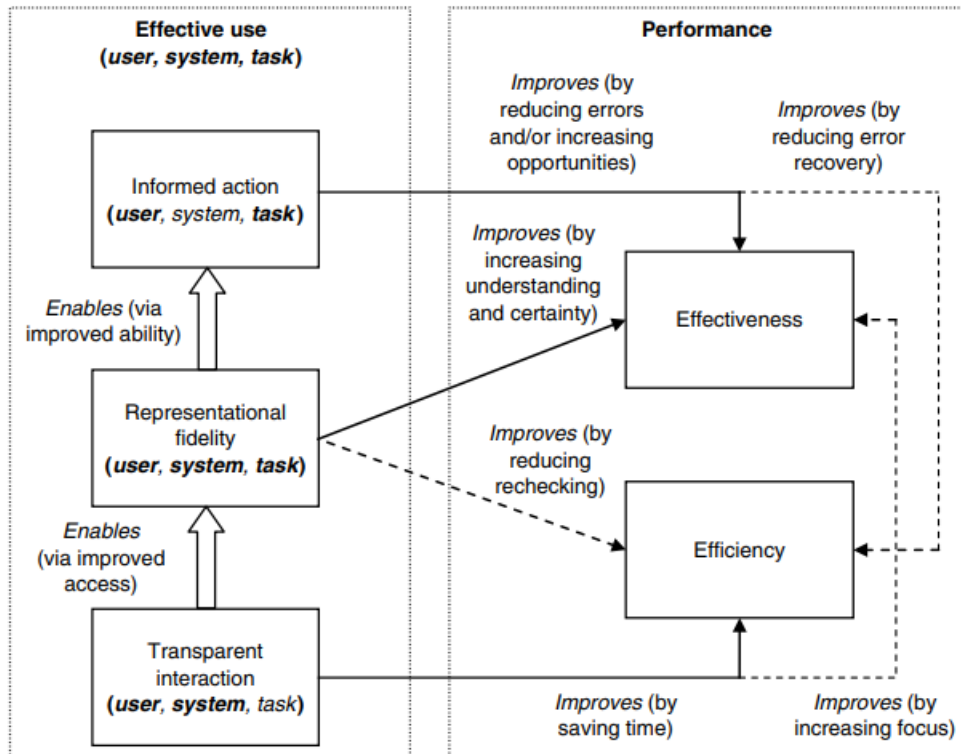 Effective use
(user, system, task)
Performance
Improves (by
reducing errors
and/or increasing
opportunities)
Improves (by
reducing error
recovery)
Informed action
(user, system, task)
Improves (by
increasing
understanding
and certainty)
Effectiveness
Enables (via
improved ability)
Representational
fidelity
(user, system, task)
Improves (by
reducing
rechecking)
Efficiency
Enables
(via improved
access)
Transparent
interaction
(user, system, task)
Improves (by
saving time)
Improves (by
increasing focus)